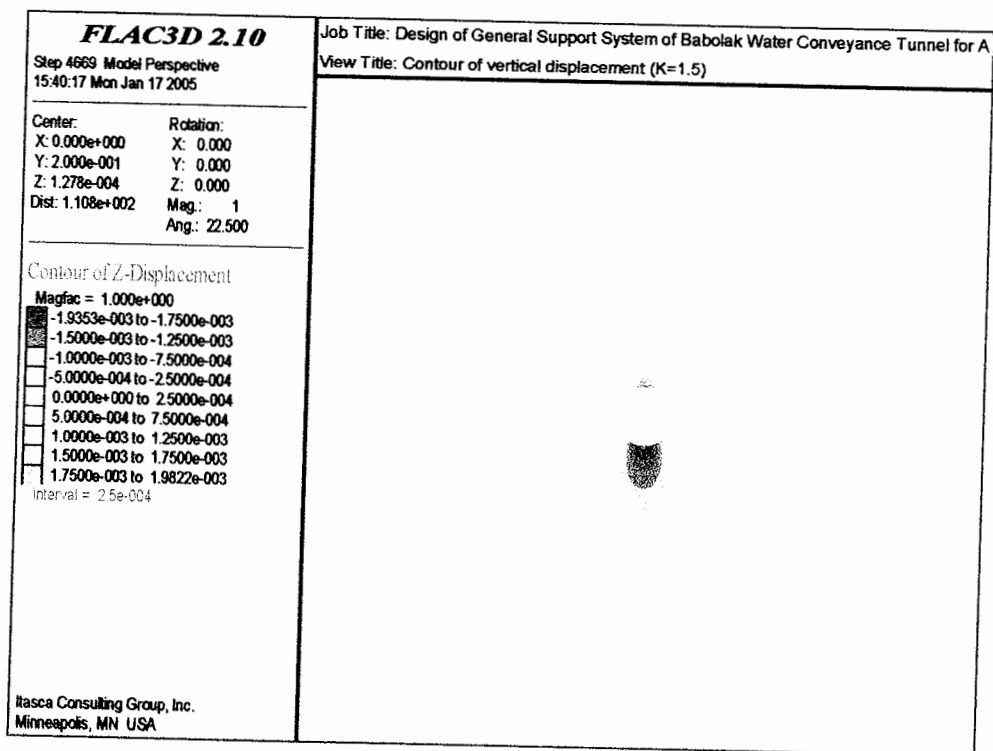 FLAC3D 2.10
Step 4669 Model Perspective
15:40:17 Mon Jan 17 2005
Center:
X: 0.000e+000
Y: 2.000e-001
Z: 1.278e-004
Dist: 1.108e+002
Rotation:
X: 0.000
Y: 0.000
Z: 0.000
Mag.: 1
Ang.: 22.500
Contour of Z-Displacement
Magfac = 1.000e+000
-1.9353e-003 to -1.7500e-003
-1.5000e-003 to -1.2500e-003
-1.0000e-003 to -7.5000e-004
-5.0000e-004 to -2.5000e-004
0.0000e+000 to 2.5000e-004
5.0000e-004 to 7.5000e-004
1.0000e-003 to 1.2500e-003
1.5000e-003 to 1.7500e-003
1.7500e-003 to 1.9822e-003
Interval = 2.5e-004
Itasca Consulting Group, Inc.
Minneapolis, MN USA
Job Title: Design of General Support System of Babolak Water Conveyance Tunnel for A
View Title: Contour of vertical displacement (K=1.5)